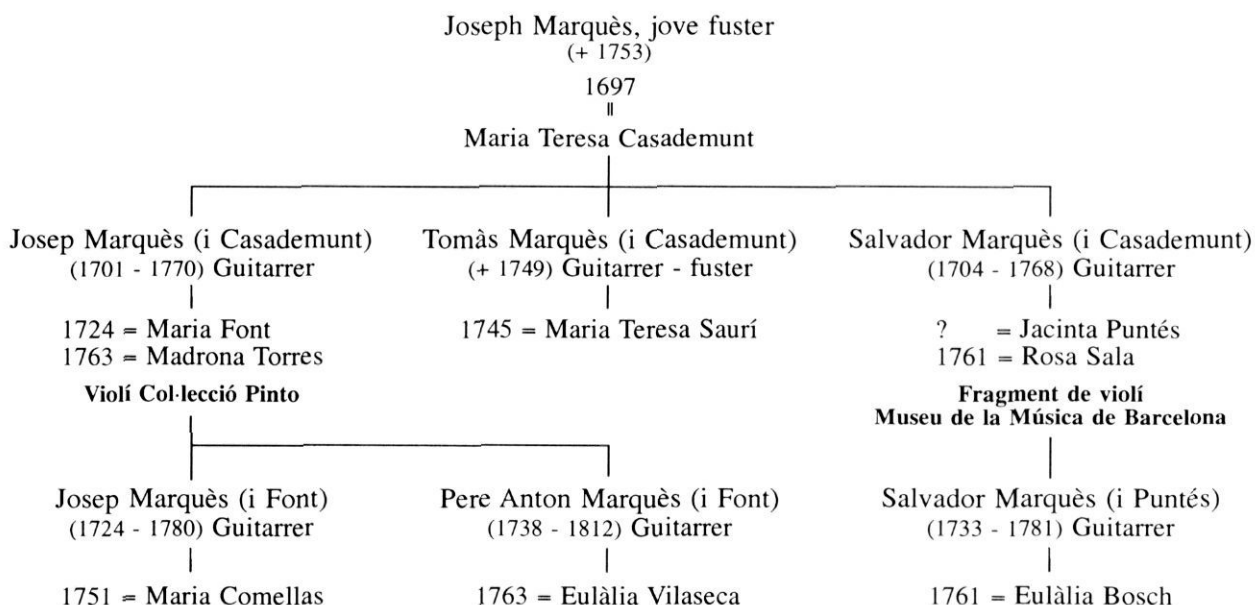 Joseph Marquès, jove fuster
(+ 1753)
1697
=
Maria Teresa Casademunt
Josep Marquès (i Casademunt)
(1701 - 1770) Guitarrer
1724 = Maria Font
1763 = Madrona Torres
Violí Col·lecció Pinto
Tomàs Marquès (i Casademunt)
(+ 1749) Guitarrer - fuster
1745 = Maria Teresa Saurí
Salvador Marquès (i Casademunt)
(1704 - 1768) Guitarrer
? = Jacinta Puntés
1761 = Rosa Sala
Fragment de violí
Museu de la Música de Barcelona
Josep Marquès (i Font)
(1724 - 1780) Guitarrer
1751 = Maria Comellas
Pere Anton Marquès (i Font)
(1738 - 1812) Guitarrer
1763 = Eulàlia Vilaseca
Salvador Marquès (i Puntés)
(1733 - 1781) Guitarrer
1761 = Eulàlia Bosch